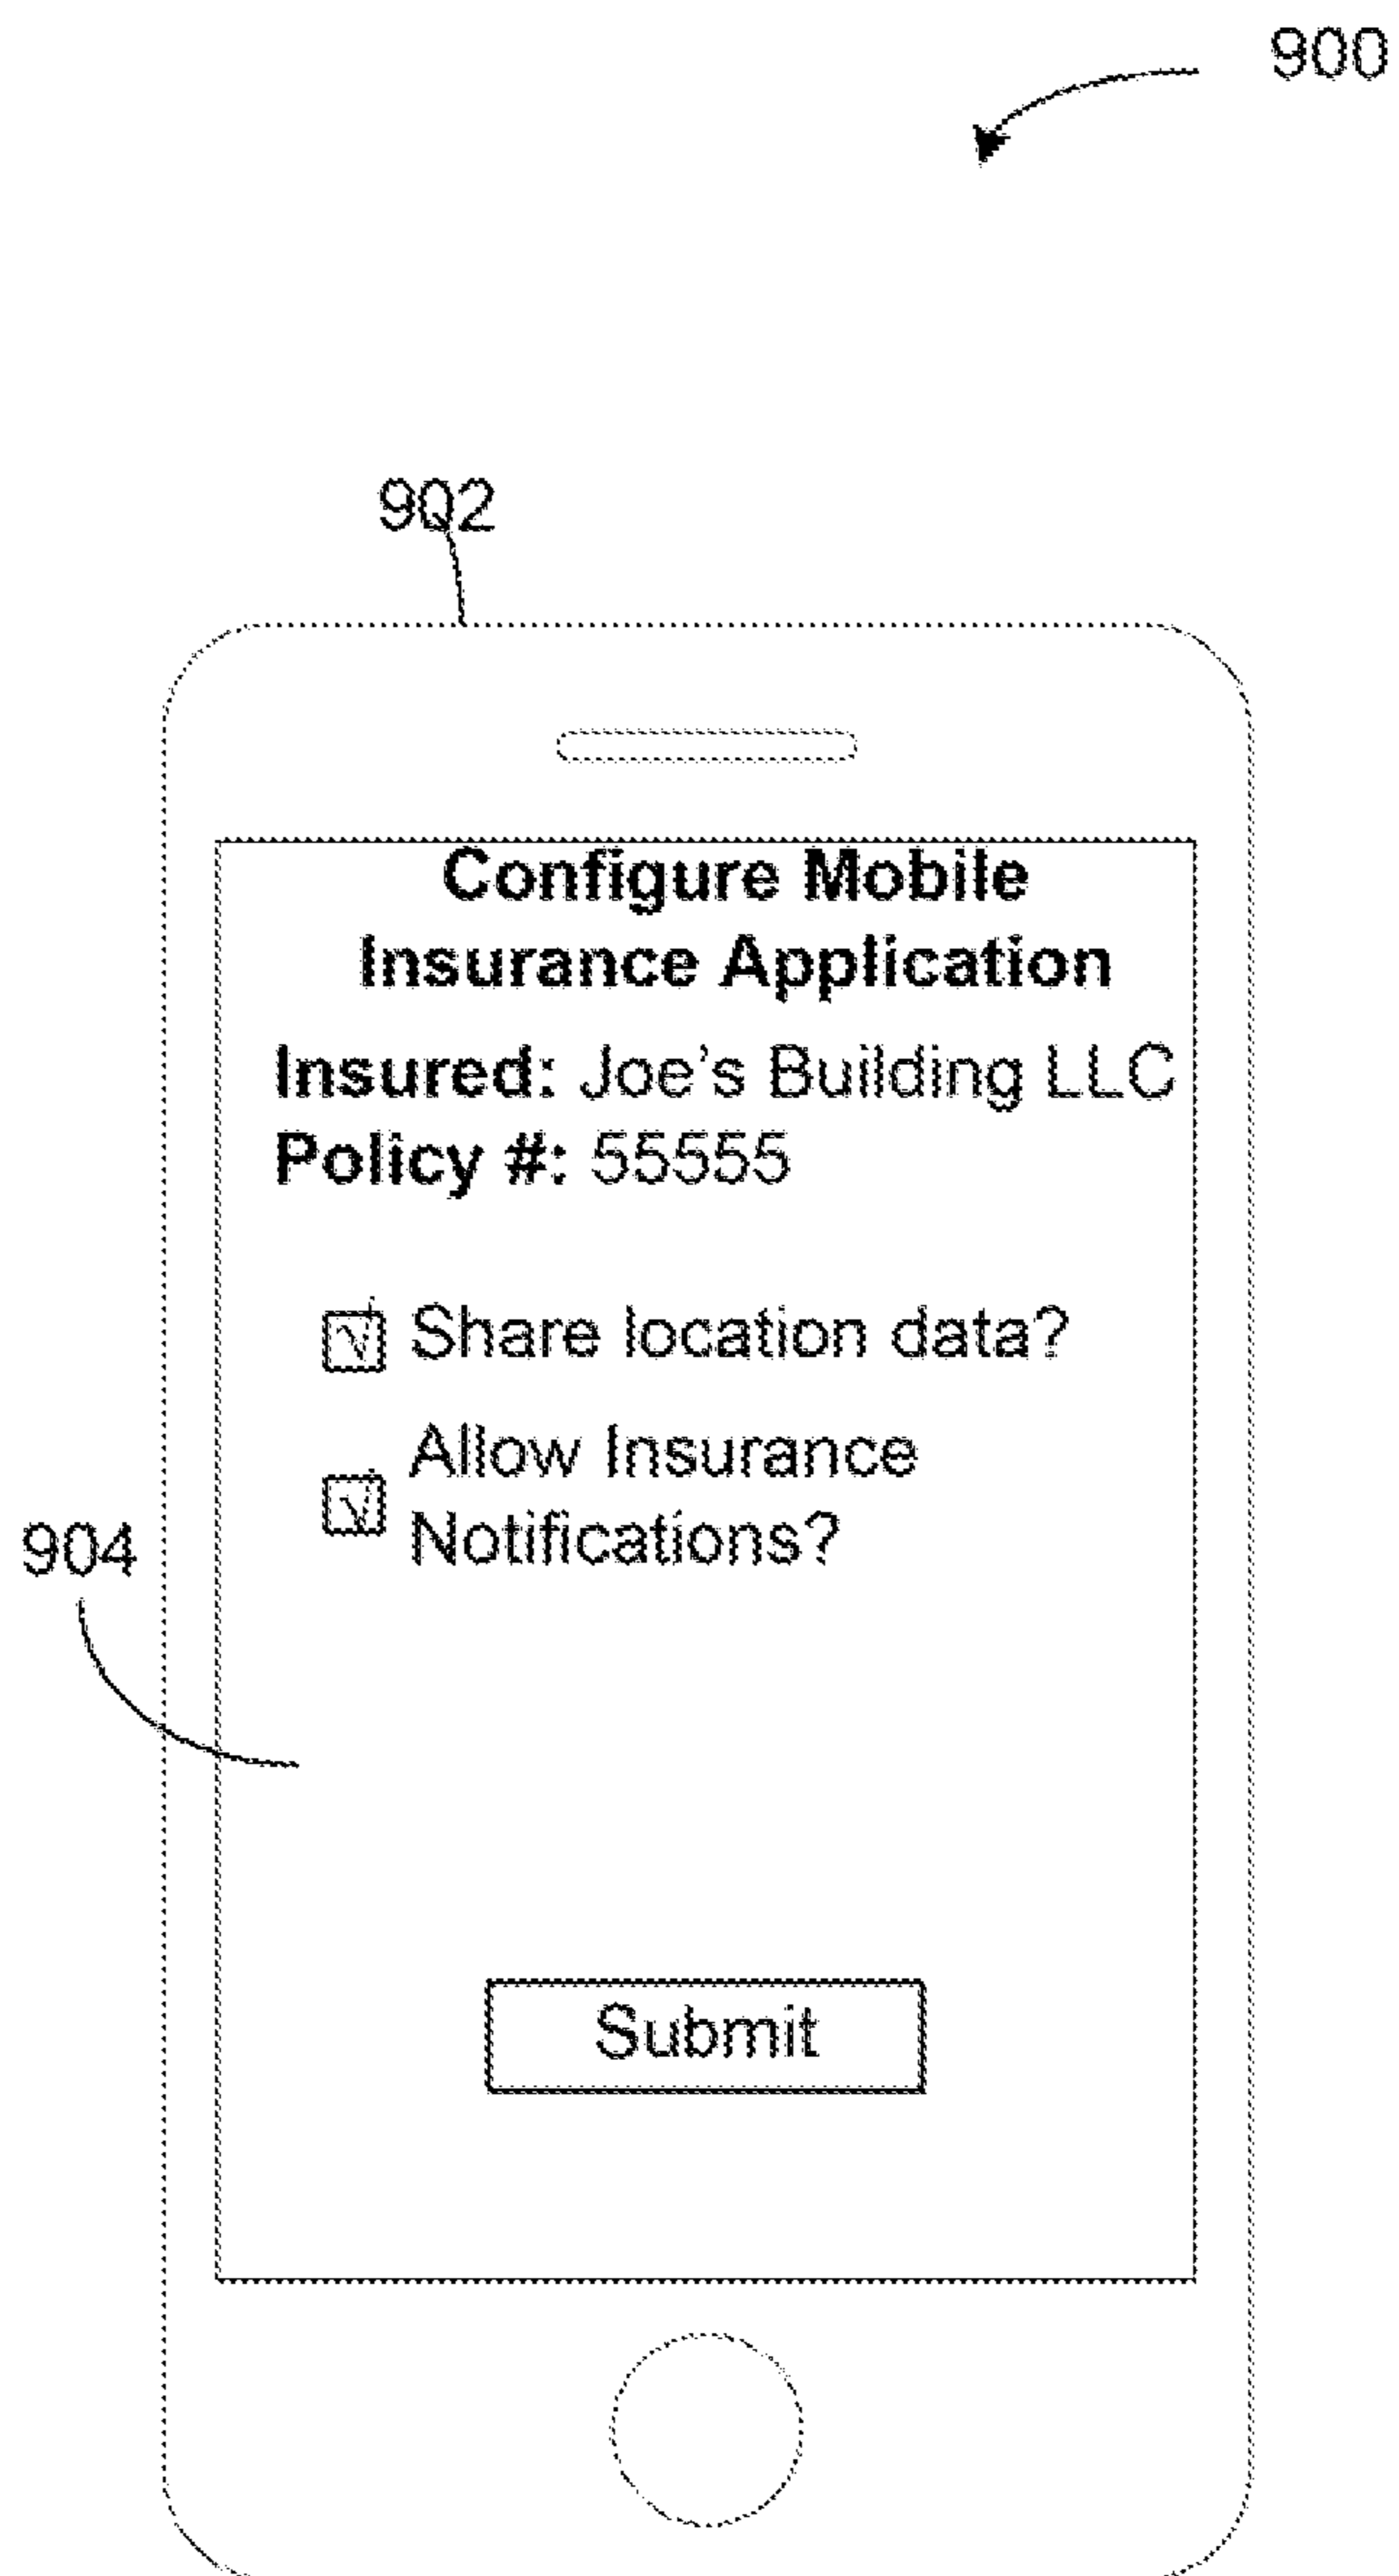 900
902
Configure Mobile
Insurance Application
Insured: Joe's Building LLC
Policy #: 55555
Share location data?
Allow Insurance
Notifications?
904
Submit